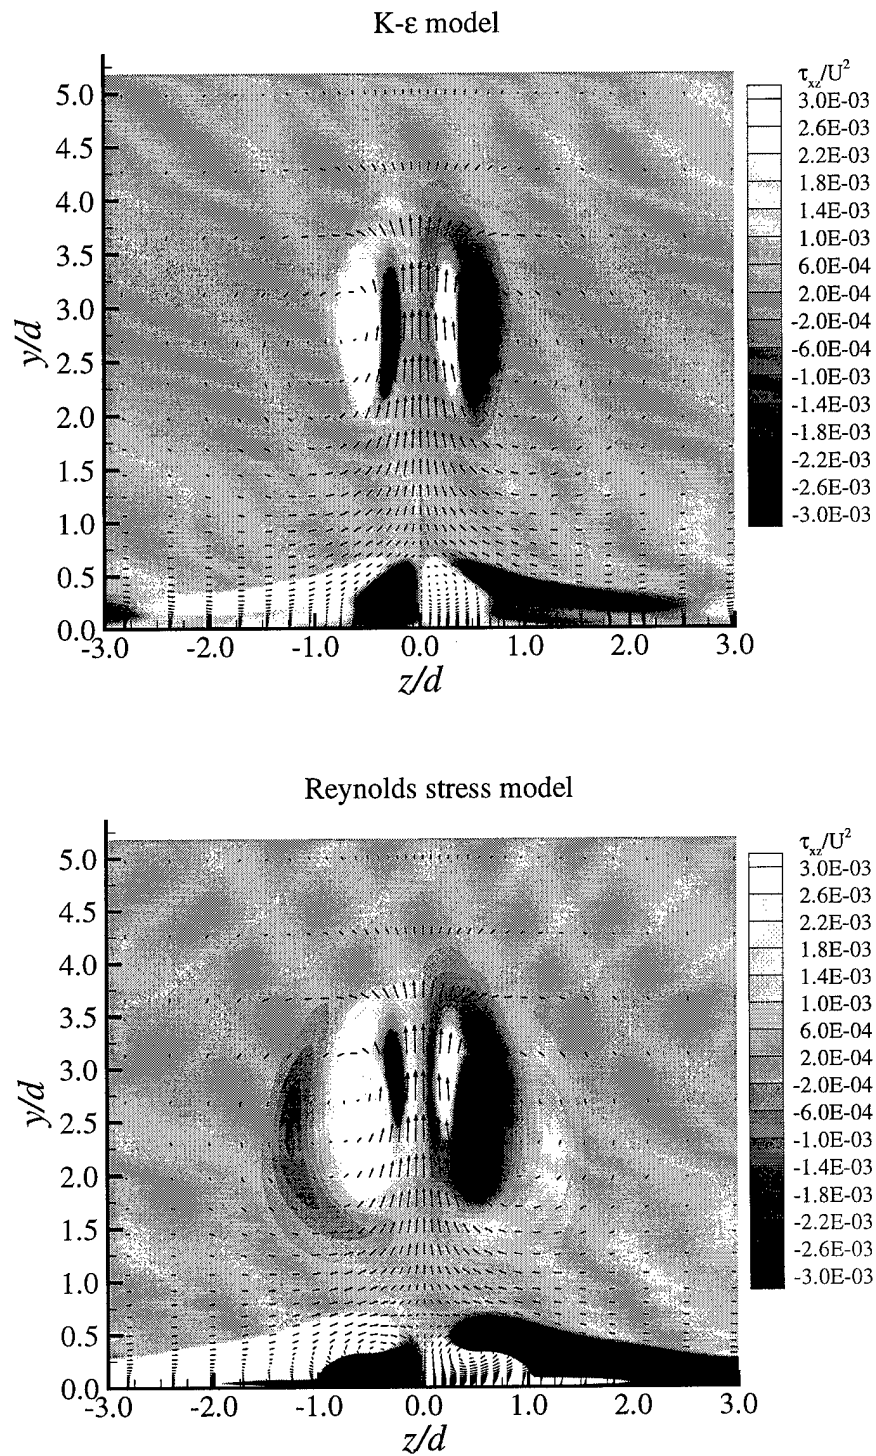 K-ε model
τxz/U²
3.0E-03
2.6E-03
2.2E-03
1.8E-03
1.4E-03
1.0E-03
6.0E-04
2.0E-04
-2.0E-04
-6.0E-04
-1.0E-03
-1.4E-03
-1.8E-03
-2.2E-03
-2.6E-03
-3.0E-03
5.0
4.5
4.0
3.5
3.0
2.5
2.0
1.5
1.0
0.5
0.0
y/d
-3.0 -2.0 -1.0 0.0 1.0 2.0 3.0
z/d
Reynolds stress model
τxz/U²
3.0E-03
2.6E-03
2.2E-03
1.8E-03
1.4E-03
1.0E-03
6.0E-04
2.0E-04
-2.0E-04
-6.0E-04
-1.0E-03
-1.4E-03
-1.8E-03
-2.2E-03
-2.6E-03
-3.0E-03
5.0
4.5
4.0
3.5
3.0
2.5
2.0
1.5
1.0
0.5
0.0
y/d
-3.0 -2.0 -1.0 0.0 1.0 2.0 3.0
z/d